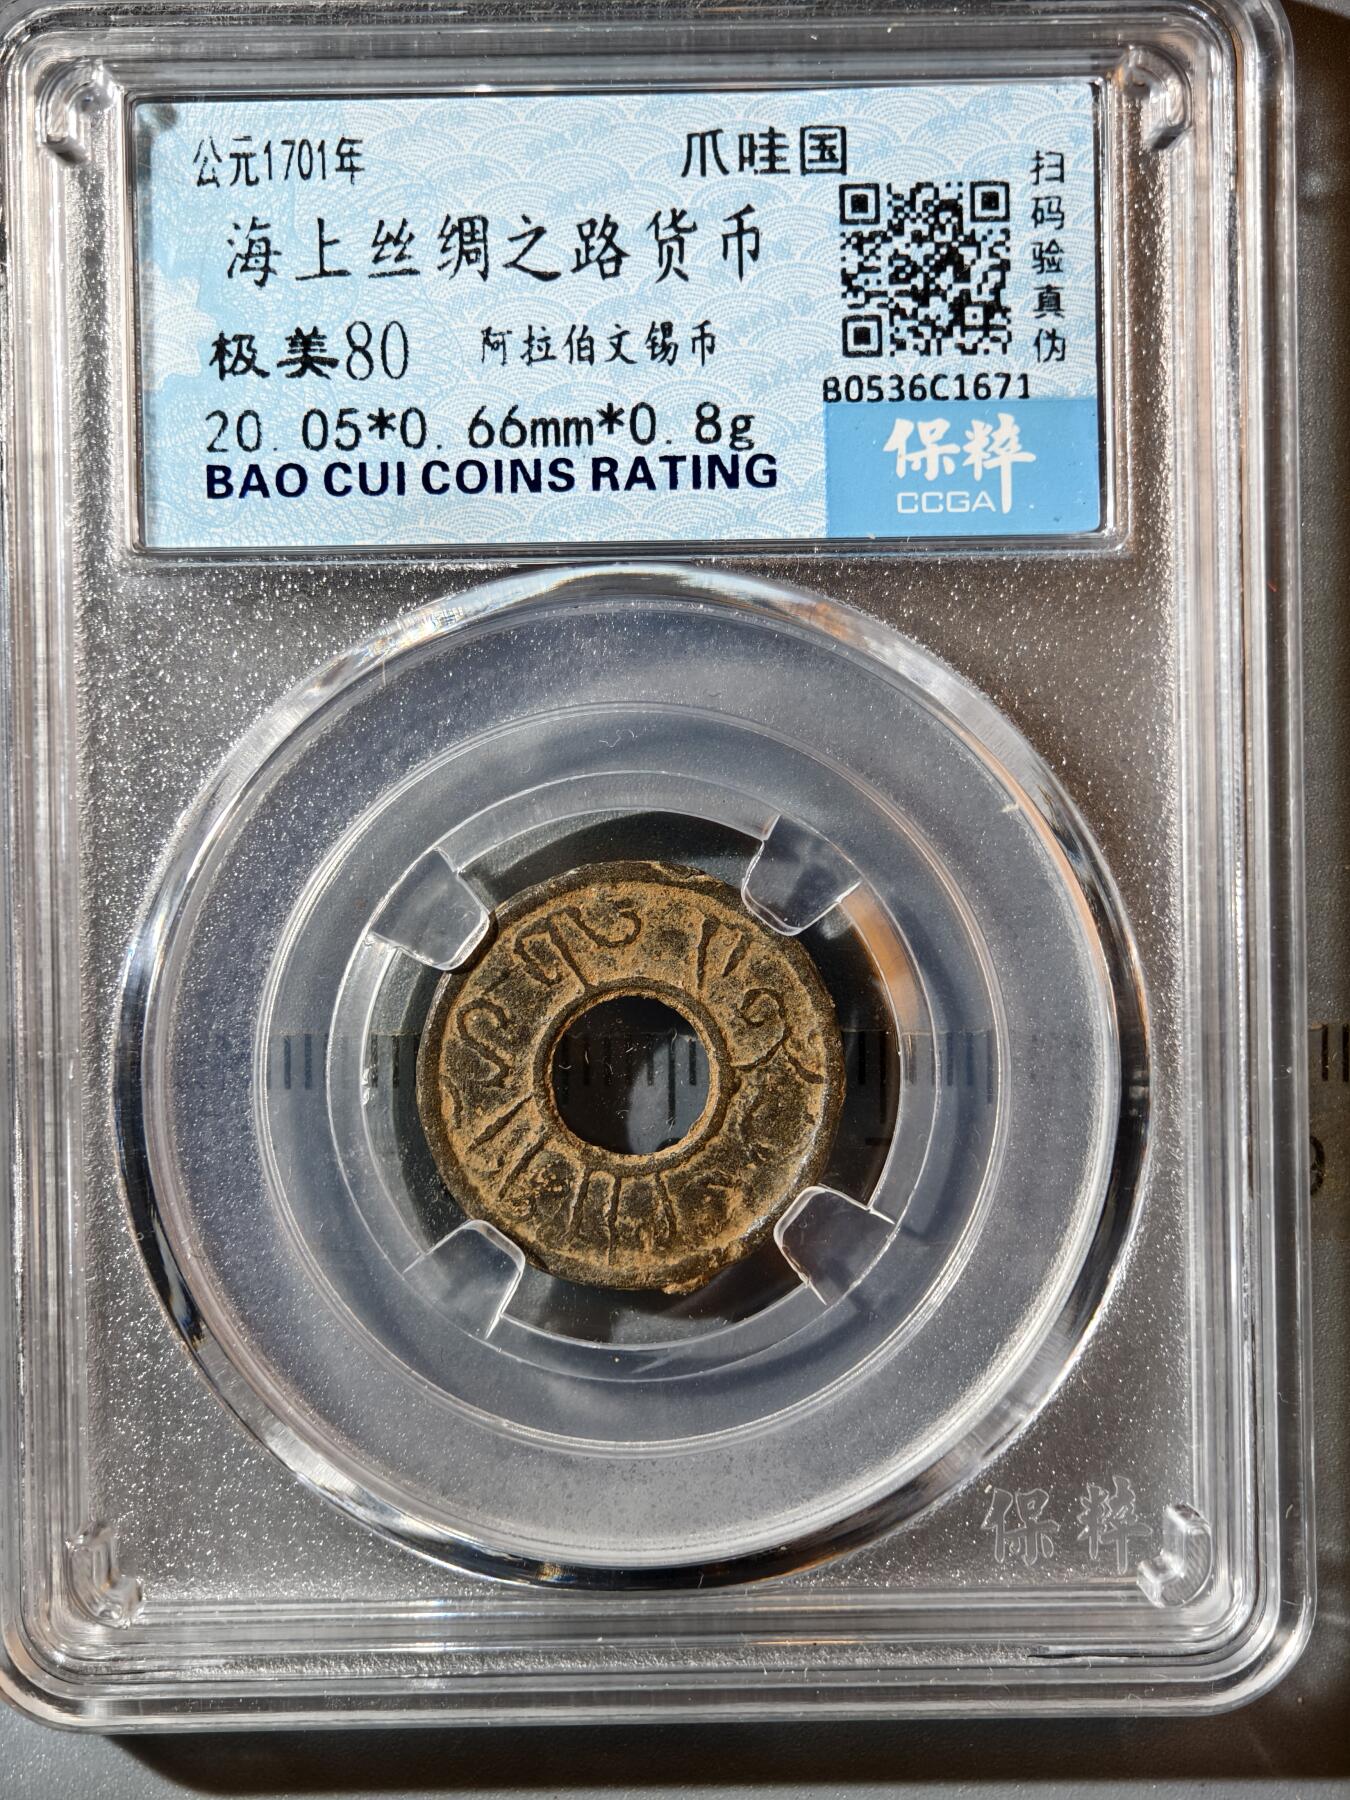 公元1701年 爪哇国
海上丝绸之路货币
极美80 阿拉伯文锡币
20.05*0.66mm*0.8g
BAO CUI COINS RATING
扫码验真伪
B0536C1671
保粹
CCGA
保粹